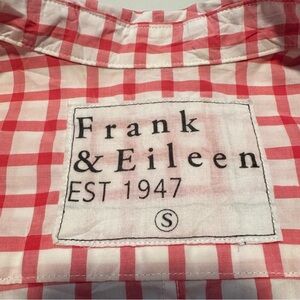 Frank
& Eileen
EST 1947
S